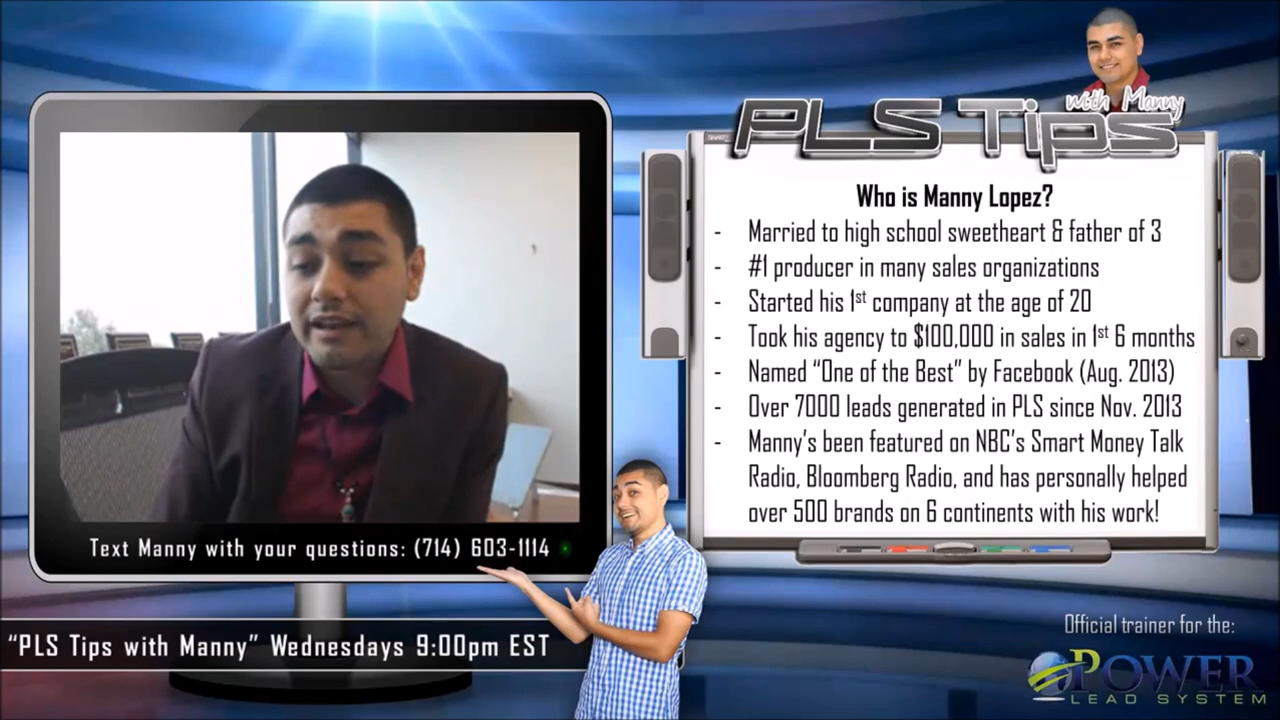 PLS Tips
with Manny
Who is Manny Lopez?
- Married to high school sweetheart & father of 3
- #1 producer in many sales organizations
- Started his 1st company at the age of 20
- Took his agency to $100,000 in sales in 1st 6 months
- Named “One of the Best” by Facebook (Aug. 2013)
- Over 7000 leads generated in PLS since Nov. 2013
- Manny’s been featured on NBC’s Smart Money Talk
Radio, Bloomberg Radio, and has personally helped
over 500 brands on 6 continents with his work!
Text Manny with your questions: (714) 603-1114
“PLS Tips with Manny” Wednesdays 9:00pm EST
Official trainer for the:
POWER
LEAD SYSTEM